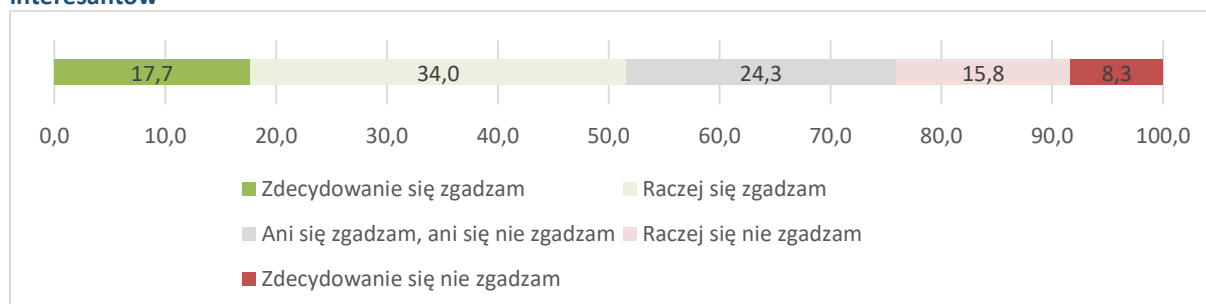 interesantów
17,7 34,0 24,3 15,8 8,3
0,0 10,0 20,0 30,0 40,0 50,0 60,0 70,0 80,0 90,0 100,0
Zdecydowanie się zgadzam Raczej się zgadzam
Ani się zgadzam, ani się nie zgadzam Raczej się nie zgadzam
Zdecydowanie się nie zgadzam